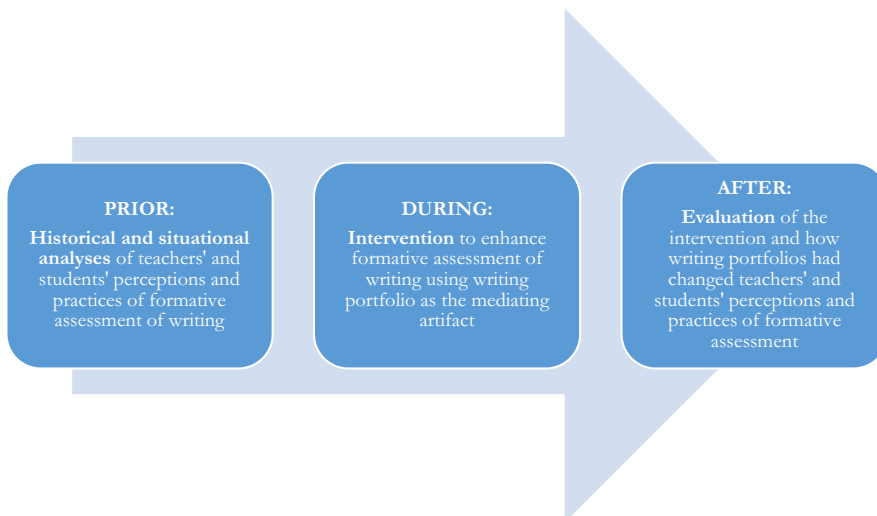 PRIOR:
Historical and situational
analyses of teachers' and
students' perceptions and
practices of formative
assessment of writing
DURING:
Intervention to enhance
formative assessment of
writing using writing
portfolio as the mediating
artifact
AFTER:
Evaluation of the
intervention and how
writing portfolios had
changed teachers' and
students' perceptions and
practices of formative
assessment